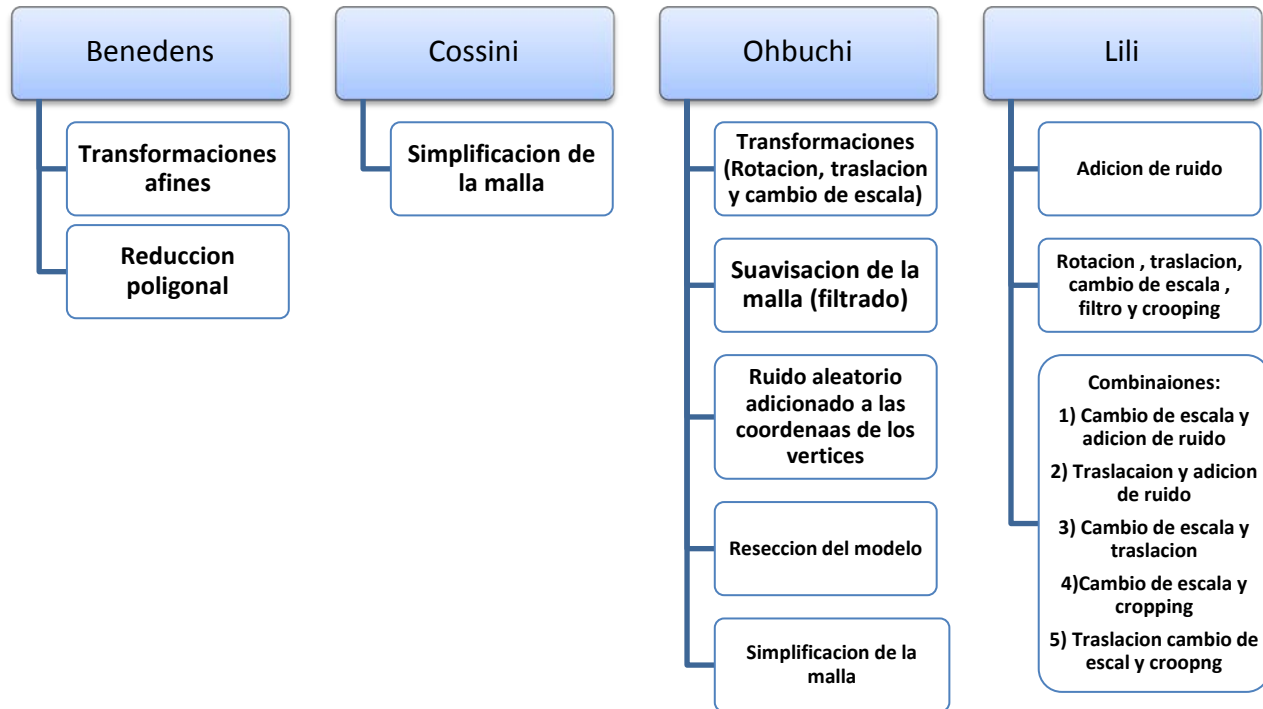 Benedens
Transformaciones
afines
Reduccion
poligonal
Cossini
Simplificacion de
la malla
Ohbuchi
Transformaciones
(Rotacion, traslacion
y cambio de escala)
Suavisacion de la
malla (filtrado)
Ruido aleatorio
adicionado a las
coordenaas de los
vertices
Reseccion del modelo
Simplificacion de la
malla
Lili
Adicion de ruido
Rotación , traslacion,
cambio de escala ,
filtro y crooping
Combinaiones:
1) Cambio de escala y
adicion de ruido
2) Traslacaion y adicion
de ruido
3) Cambio de escala y
traslacion
4)Cambio de escala y
cropping
5) Traslacion cambio de
escal y croopng